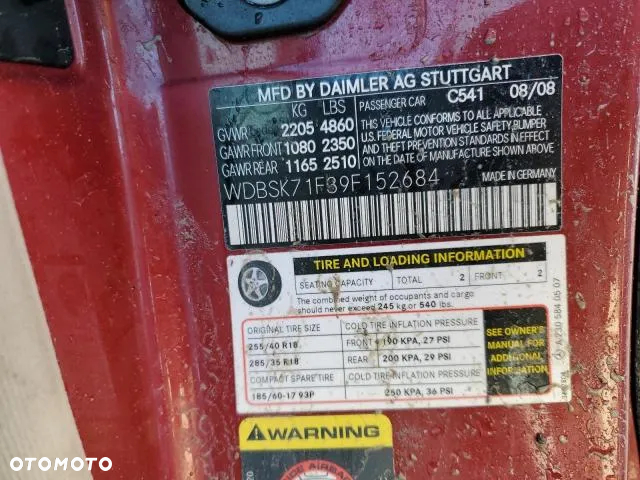 MFD BY DAIMLER AG STUTTGART
KG LBS PASSENGER CAR C541 08/08
GVWR 2205 4860
GAWR FRONT 1080 2350
GAWR REAR 1165 2510
THIS VEHICLE CONFORMS TO ALL APPLICABLE
U.S. FEDERAL MOTOR VEHICLE SAFETY, BUMPER
AND THEFT PREVENTION STANDARDS IN EFFECT
ON THE DATE OF MANUFACTURE SHOWN ABOVE.
WDBSK71F39F152684 MADE IN GERMANY
TIRE AND LOADING INFORMATION
SEATING CAPACITY TOTAL 2 FRONT 2
The combined weight of occupants and cargo
should never exceed 245 kg or 540 lbs.
ORIGINAL TIRE SIZE COLD TIRE INFLATION PRESSURE
255/40 R18 FRONT 190 KPA, 27 PSI
285/35 R18 REAR 200 KPA, 29 PSI
COMPACT SPARE TIRE COLD TIRE INFLATION PRESSURE
185/60-17 93P 250 KPA, 36 PSI
SEE OWNER'S
MANUAL FOR
ADDITIONAL
INFORMATION
A 230 584 05 07
WARNING
AIRBAG
OTOMOTO